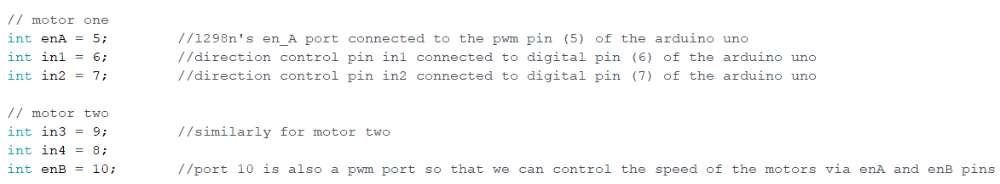 // motor one
int enA = 5; //l298n's en_A port connected to the pwm pin (5) of the arduino uno
int in1 = 6; //direction control pin in1 connected to digital pin (6) of the arduino uno
int in2 = 7; //direction control pin in2 connected to digital pin (7) of the arduino uno
// motor two
int in3 = 9; //similarly for motor two
int in4 = 8;
int enB = 10; //port 10 is also a pwm port so that we can control the speed of the motors via enA and enB pins